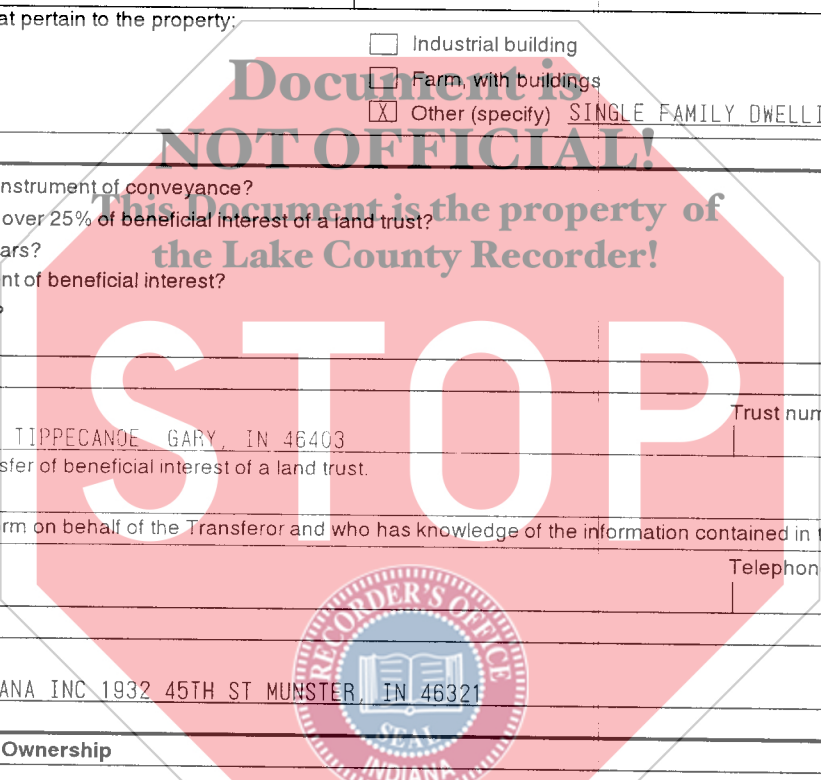 at pertain to the property:
Industrial building
Document is
Farm, with buildings
X Other (specify) SINGLE FAMILY DWELLI
NOT OFFICIAL!
nstrument of conveyance?
This Document is the property of
over 25% of beneficial interest of a land trust?
ars?
the Lake County Recorder!
nt of beneficial interest?
?
STOP
Trust num
TIPPECANOE GARY, IN 46403
sfer of beneficial interest of a land trust.
rm on behalf of the Transferor and who has knowledge of the information contained in t
Telephon
RECORDER'S OFFICE
ANA INC 1932 45TH ST MUNSTER, IN 46321
SEAL
INDIANA
Ownership